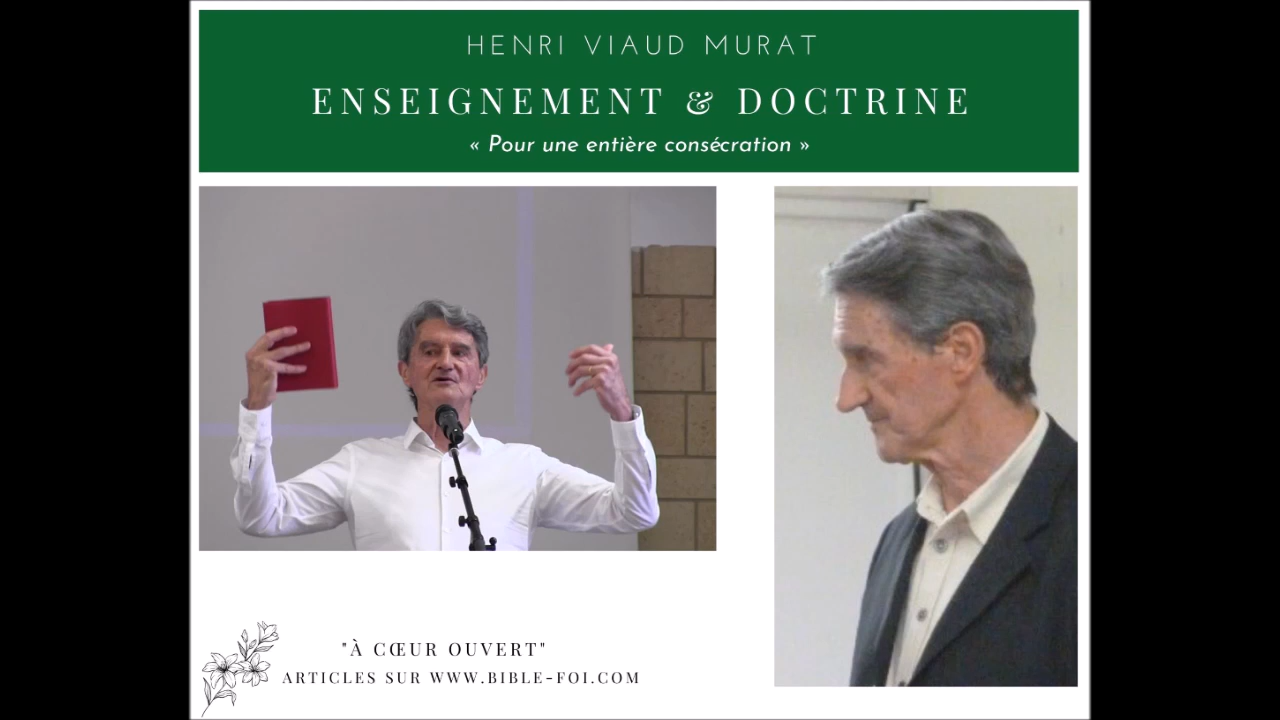 HENRI VIAUD MURAT
ENSEIGNEMENT & DOCTRINE
« Pour une entière consécration »
"À CŒUR OUVERT"
ARTICLES SUR WWW.BIBLE-FOI.COM